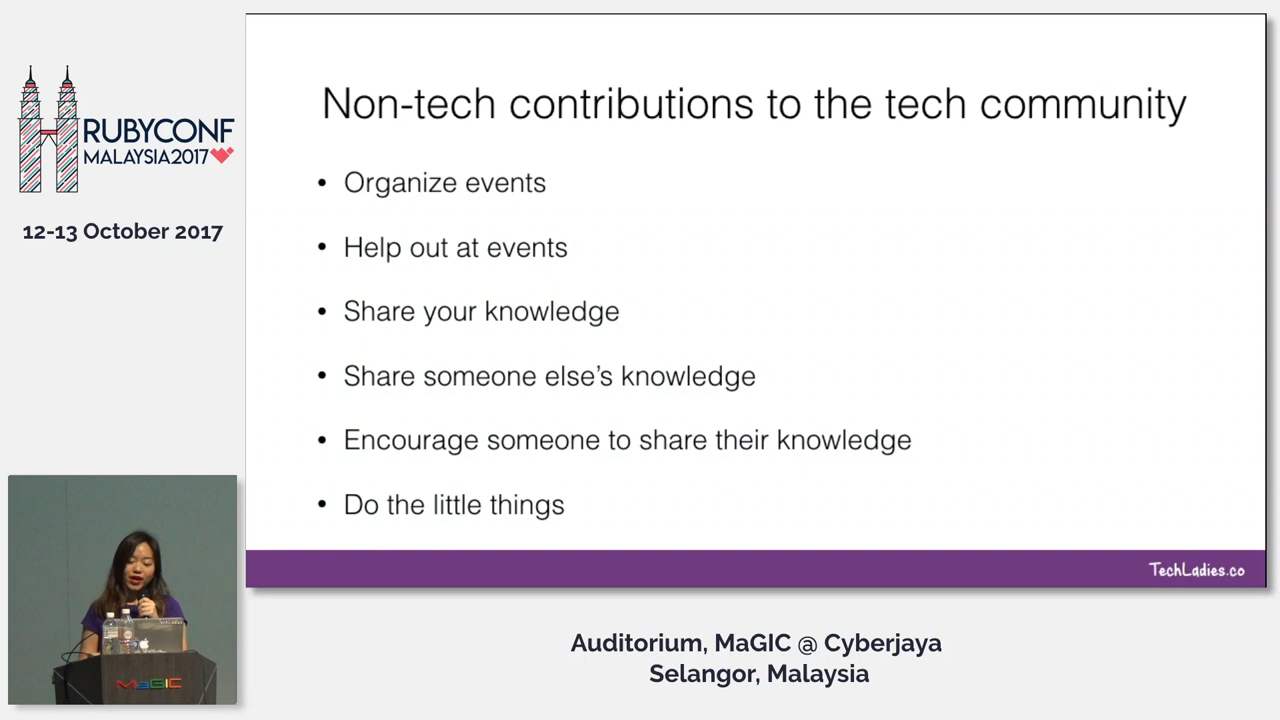 RUBYCONF
MALAYSIA2017
12-13 October 2017
Non-tech contributions to the tech community
• Organize events
• Help out at events
• Share your knowledge
• Share someone else’s knowledge
• Encourage someone to share their knowledge
• Do the little things
TechLadies.co
MaGIC
Auditorium, MaGIC @ Cyberjaya
Selangor, Malaysia